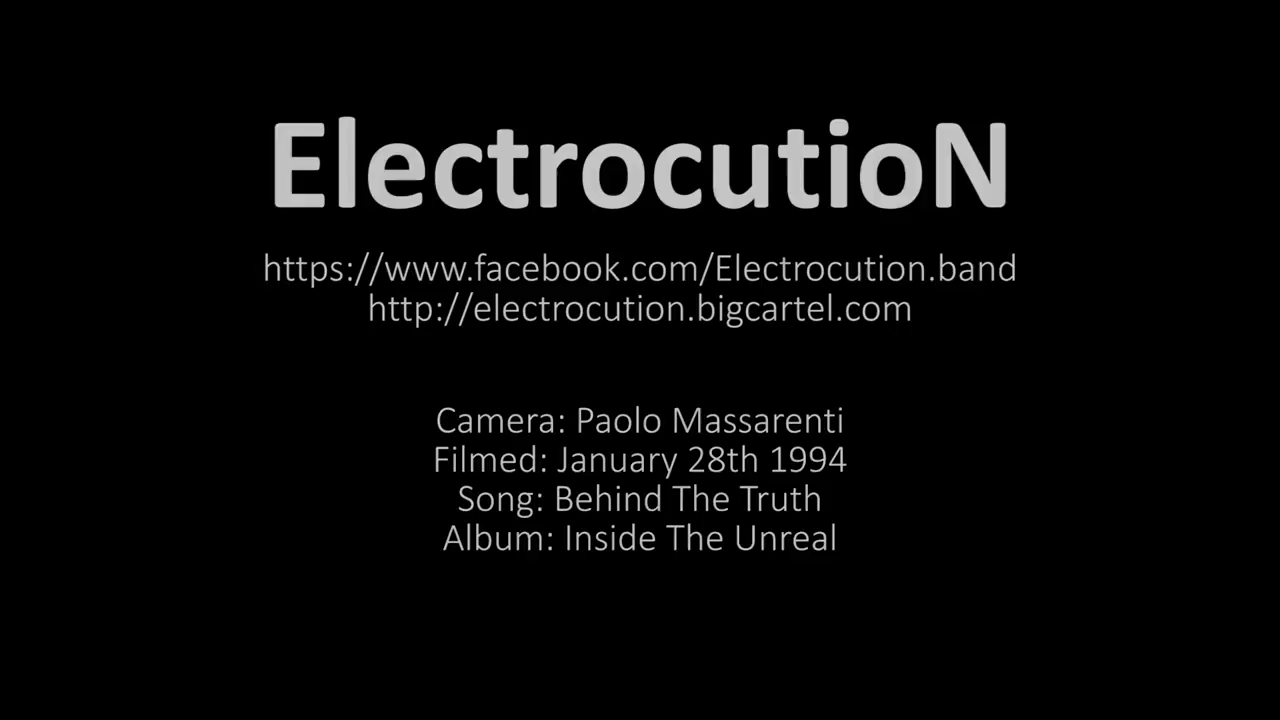 ElectrocutioN
https://www.facebook.com/Electrocution.band
http://electrocution.bigcartel.com
Camera: Paolo Massarenti
Filmed: January 28th 1994
Song: Behind The Truth
Album: Inside The Unreal